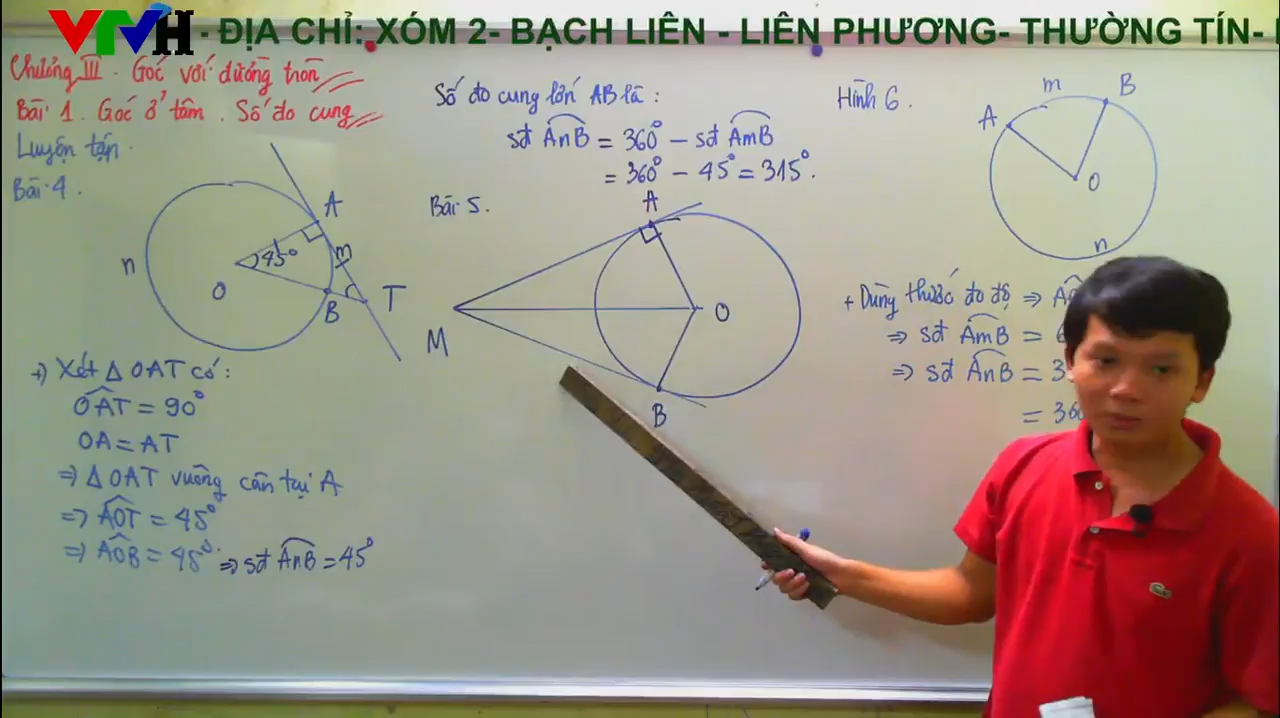 VTVH - ĐỊA CHỈ: XÓM 2- BẠCH LIÊN - LIÊN PHƯƠNG- THƯỜNG TÍN-
Chương III. Góc với đường tròn
Bài 1. Góc ở tâm. Số đo cung
Luyện tập.
Bài 4.
A
45°
m
n
O
B
T
+) Xét Δ OAT có:
OAT = 90°
OA = AT
=> Δ OAT vuông cân tại A
=> AOT = 45°
=> AOB = 45° => sđ AnB = 45°
Số đo cung lớn AB là:
sđ AnB = 360° - sđ AmB
= 360° - 45° = 315°.
Bài 5.
A
M
O
B
Hình 6.
m
B
A
O
n
+ Dùng thước đo độ =>
=> sđ AmB =
=> sđ AnB =